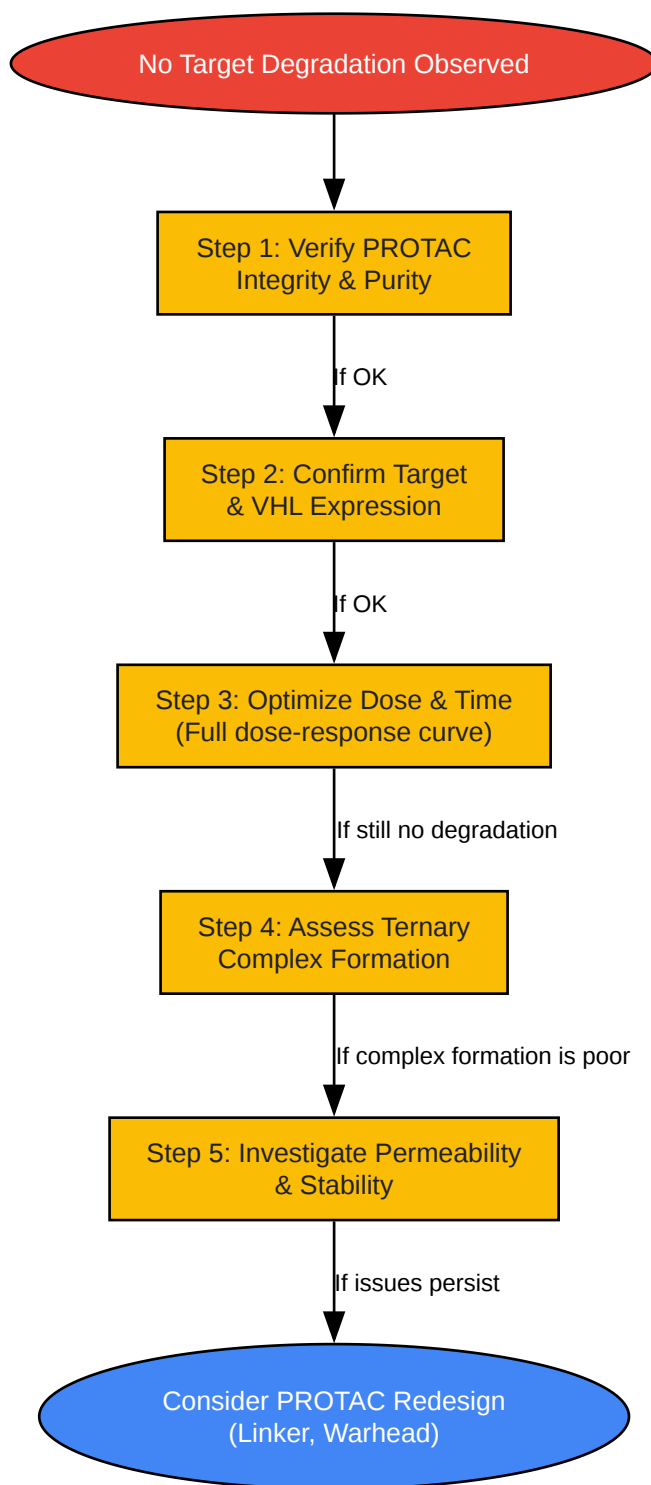 No Target Degradation Observed
Step 1: Verify PROTAC
Integrity & Purity
If OK
Step 2: Confirm Target
& VHL Expression
If OK
Step 3: Optimize Dose & Time
(Full dose-response curve)
If still no degradation
Step 4: Assess Ternary
Complex Formation
If complex formation is poor
Step 5: Investigate Permeability
& Stability
If issues persist
Consider PROTAC Redesign
(Linker, Warhead)